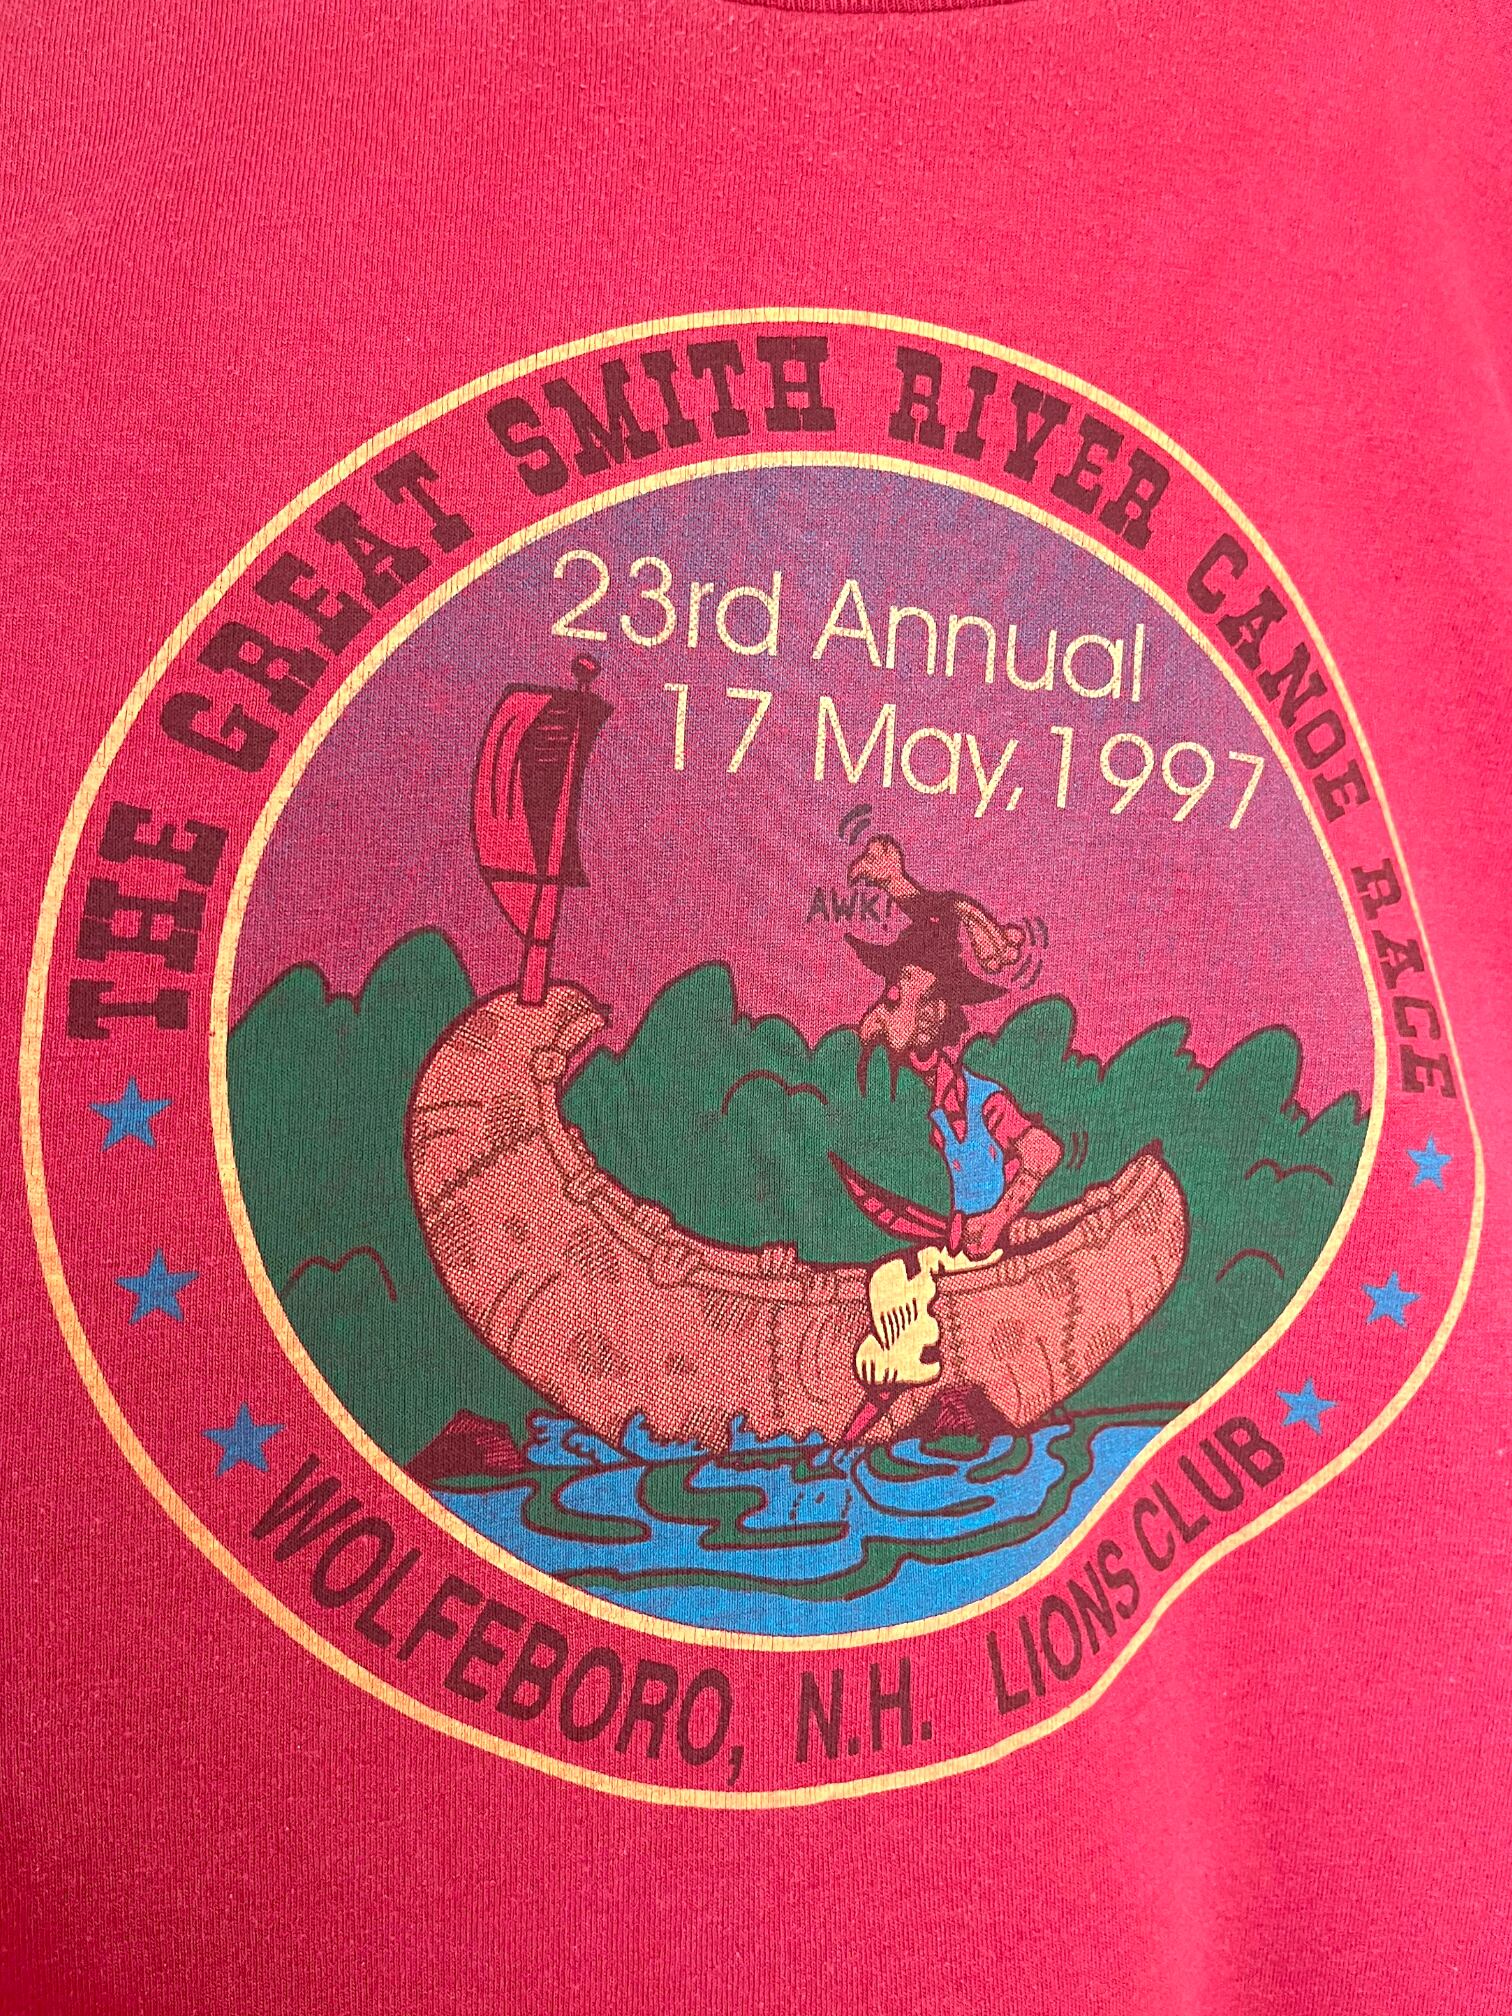 THE GREAT SMITH RIVER CANOE RACE
23rd Annual
17 May, 1997
AWK!
WOLFEBORO, N.H. LIONS CLUB